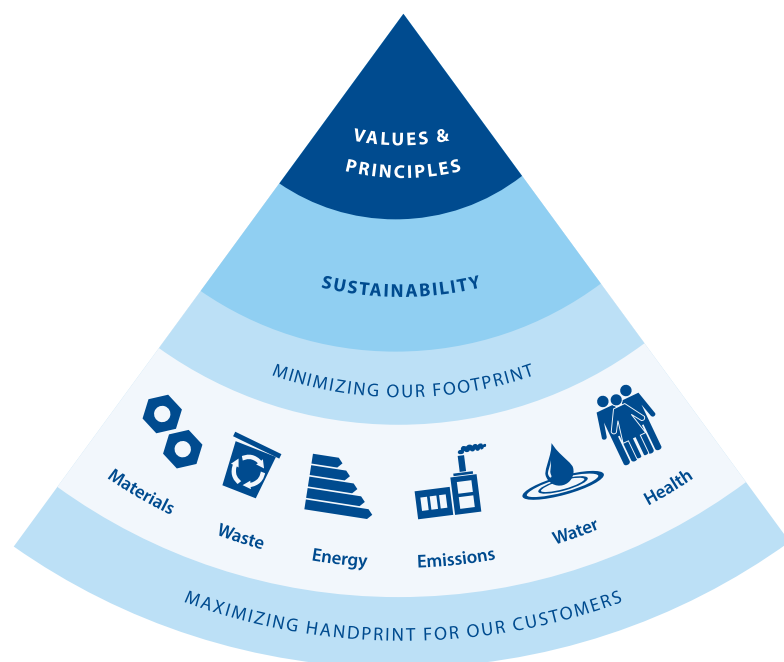 VALUES &
PRINCIPLES
SUSTAINABILITY
MINIMIZING OUR FOOTPRINT
Materials
Waste
Energy
Emissions
Water
Health
MAXIMIZING HANDPRINT FOR OUR CUSTOMERS